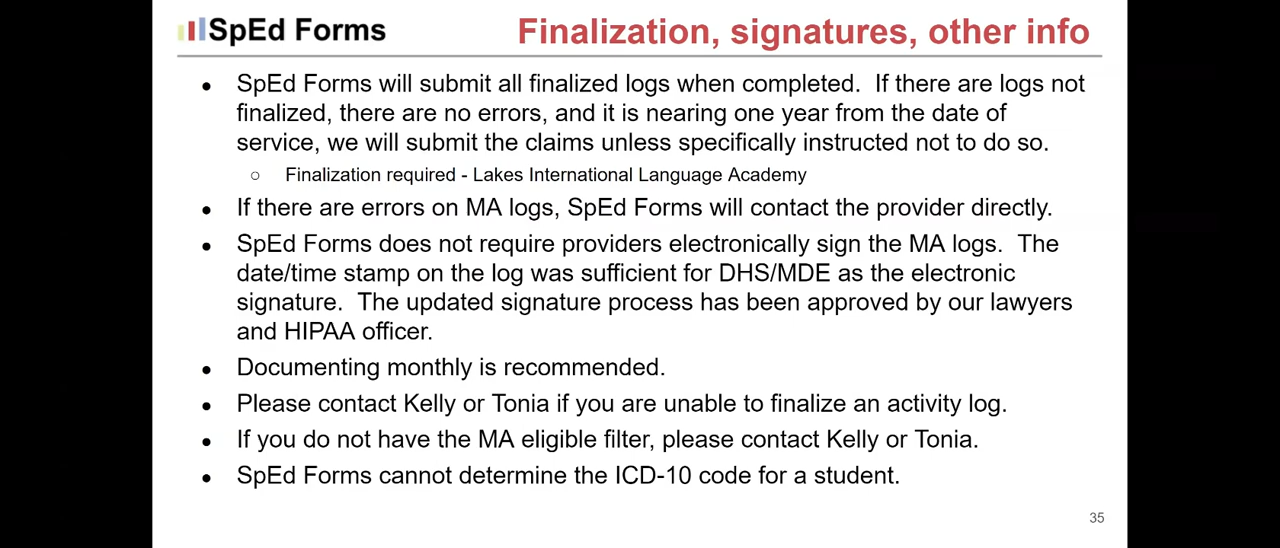 SpEd Forms
Finalization, signatures, other info
● SpEd Forms will submit all finalized logs when completed.  If there are logs not
finalized, there are no errors, and it is nearing one year from the date of
service, we will submit the claims unless specifically instructed not to do so.
○ Finalization required - Lakes International Language Academy
● If there are errors on MA logs, SpEd Forms will contact the provider directly.
● SpEd Forms does not require providers electronically sign the MA logs.  The
date/time stamp on the log was sufficient for DHS/MDE as the electronic
signature.  The updated signature process has been approved by our lawyers
and HIPAA officer.
● Documenting monthly is recommended.
● Please contact Kelly or Tonia if you are unable to finalize an activity log.
● If you do not have the MA eligible filter, please contact Kelly or Tonia.
● SpEd Forms cannot determine the ICD-10 code for a student.
35